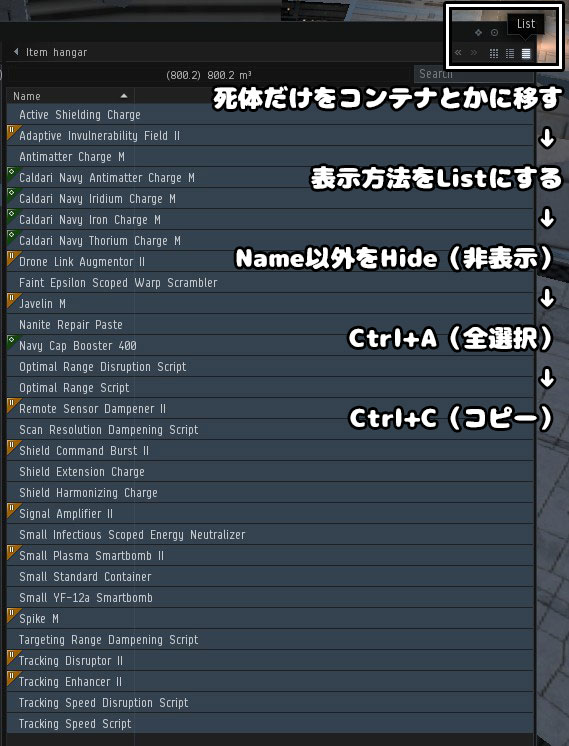 List
Item hangar
(800.2) 800.2 m³
Search
Name
死体だけをコンテナとかに移す
↓
表示方法をListにする
↓
Name以外をHide（非表示）
↓
Ctrl+A（全選択）
↓
Ctrl+C（コピー）
Active Shielding Charge
Adaptive Invulnerability Field II
Antimatter Charge M
Caldari Navy Antimatter Charge M
Caldari Navy Iridium Charge M
Caldari Navy Iron Charge M
Caldari Navy Thorium Charge M
Drone Link Augmentor II
Faint Epsilon Scoped Warp Scrambler
Javelin M
Nanite Repair Paste
Navy Cap Booster 400
Optimal Range Disruption Script
Optimal Range Script
Remote Sensor Dampener II
Scan Resolution Dampening Script
Shield Command Burst II
Shield Extension Charge
Shield Harmonizing Charge
Signal Amplifier II
Small Infectious Scoped Energy Neutralizer
Small Plasma Smartbomb II
Small Standard Container
Small YF-12a Smartbomb
Spike M
Targeting Range Dampening Script
Tracking Disruptor II
Tracking Enhancer II
Tracking Speed Disruption Script
Tracking Speed Script